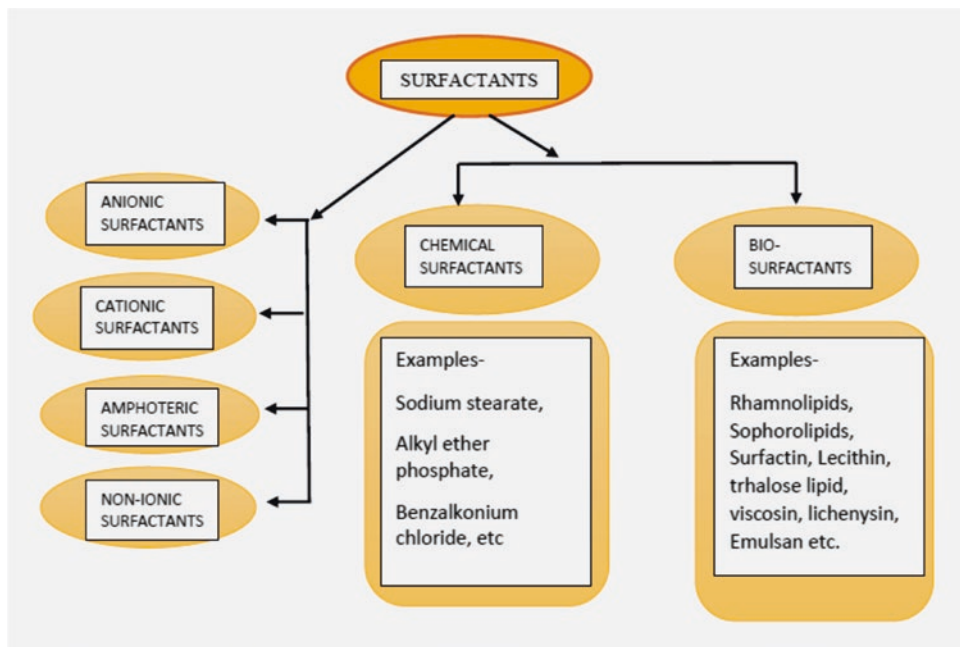 SURFACTANTS
ANIONIC
SURFACTANTS
CATIONIC
SURFACTANTS
AMPHOTERIC
SURFACTANTS
NON-IONIC
SURFACTANTS
CHEMICAL
SURFACTANTS
Examples-
Sodium stearate,
Alkyl ether
phosphate,
Benzalkonium
chloride, etc
BIO-
SURFACTANTS
Examples-
Rhamnolipids,
Sophorolipids,
Surfactin, Lecithin,
trhalose lipid,
viscosin, lichenysin,
Emulsan etc.